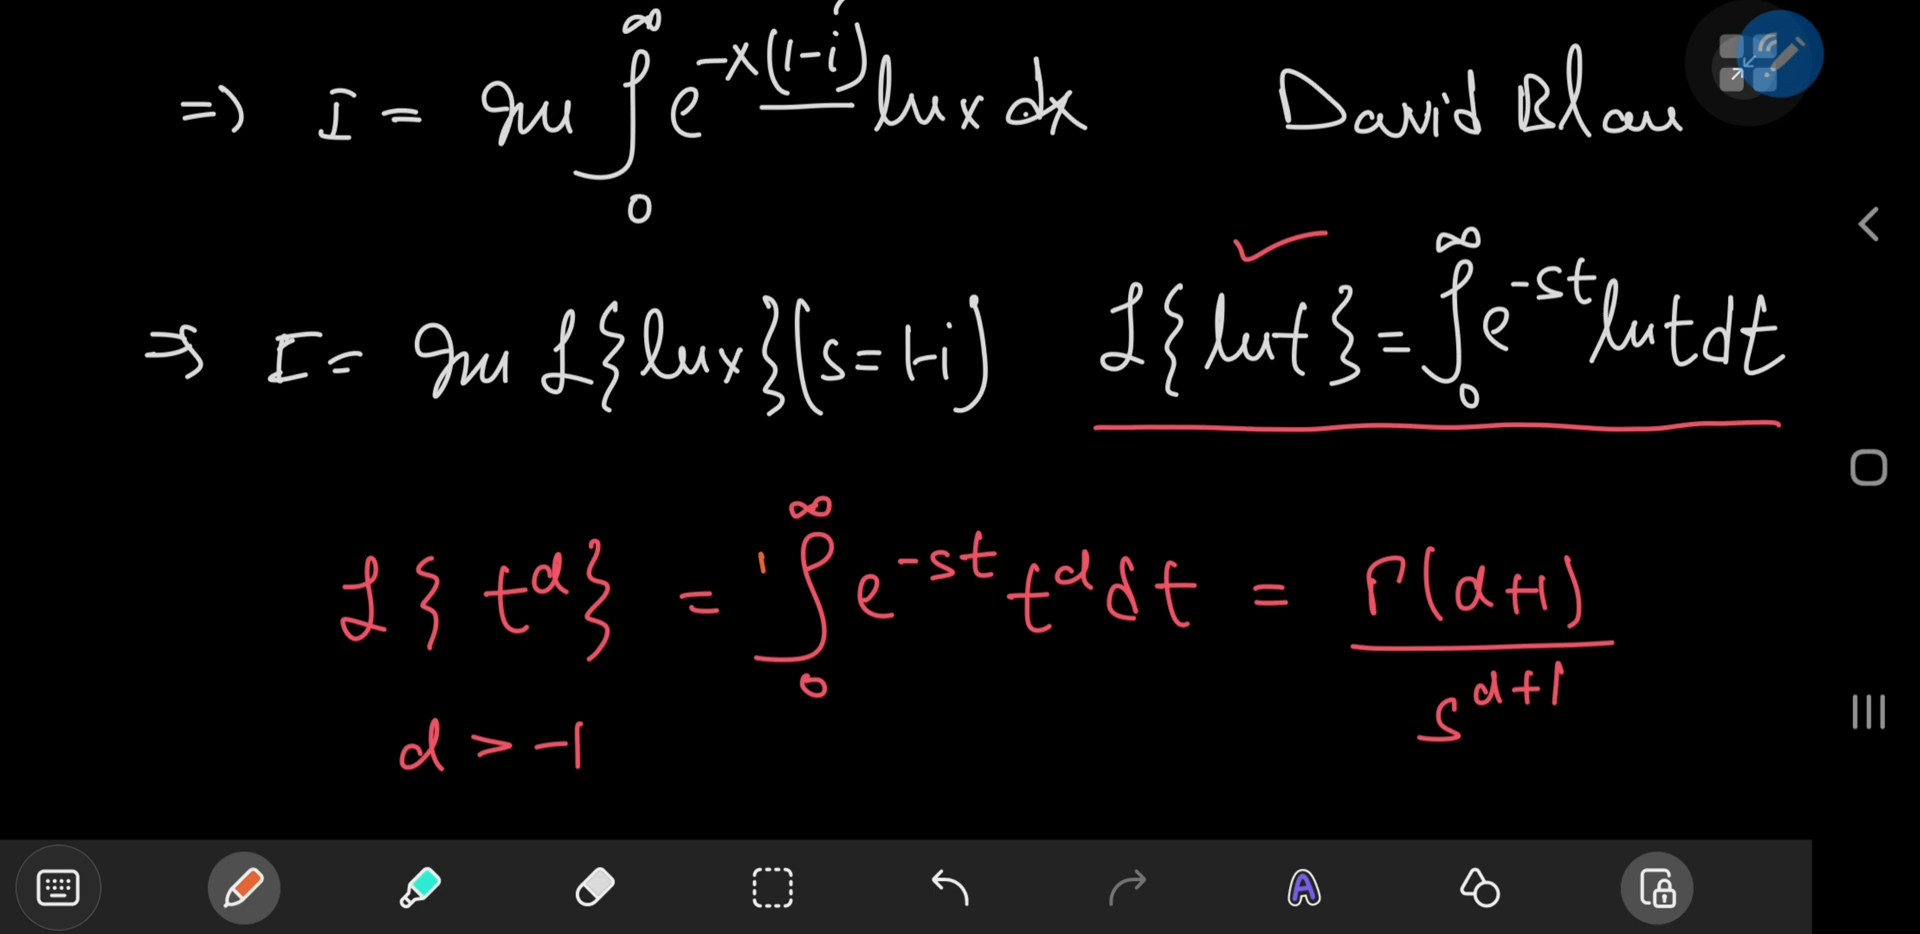 => I = Im ∫₀^∞ e^{-x(1-i)} ln x dx David Blau
=> I = Im ℒ{ln x}(s=1-i) ℒ{ln t} = ∫₀^∞ e^{-st} ln t dt
ℒ{t^α} = ∫₀^∞ e^{-st} t^α dt = Γ(α+1)/s^{α+1}
α > -1